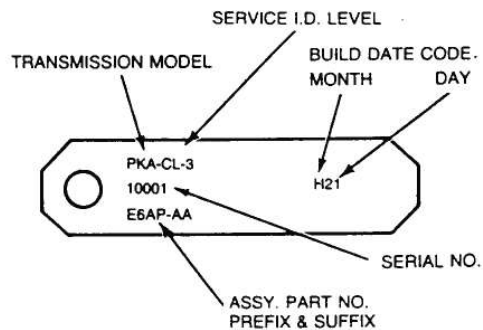 SERVICE I.D. LEVEL
TRANSMISSION MODEL
BUILD DATE CODE.
MONTH DAY
PKA-CL-3
10001
H21
E6AP-AA
SERIAL NO.
ASSY. PART NO.
PREFIX & SUFFIX